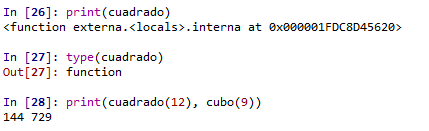 In [26]: print(cuadrado)
<function externa.<locals>.interna at 0x000001FDC8D45620>
In [27]: type(cuadrado)
Out[27]: function
In [28]: print(cuadrado(12), cubo(9))
144 729